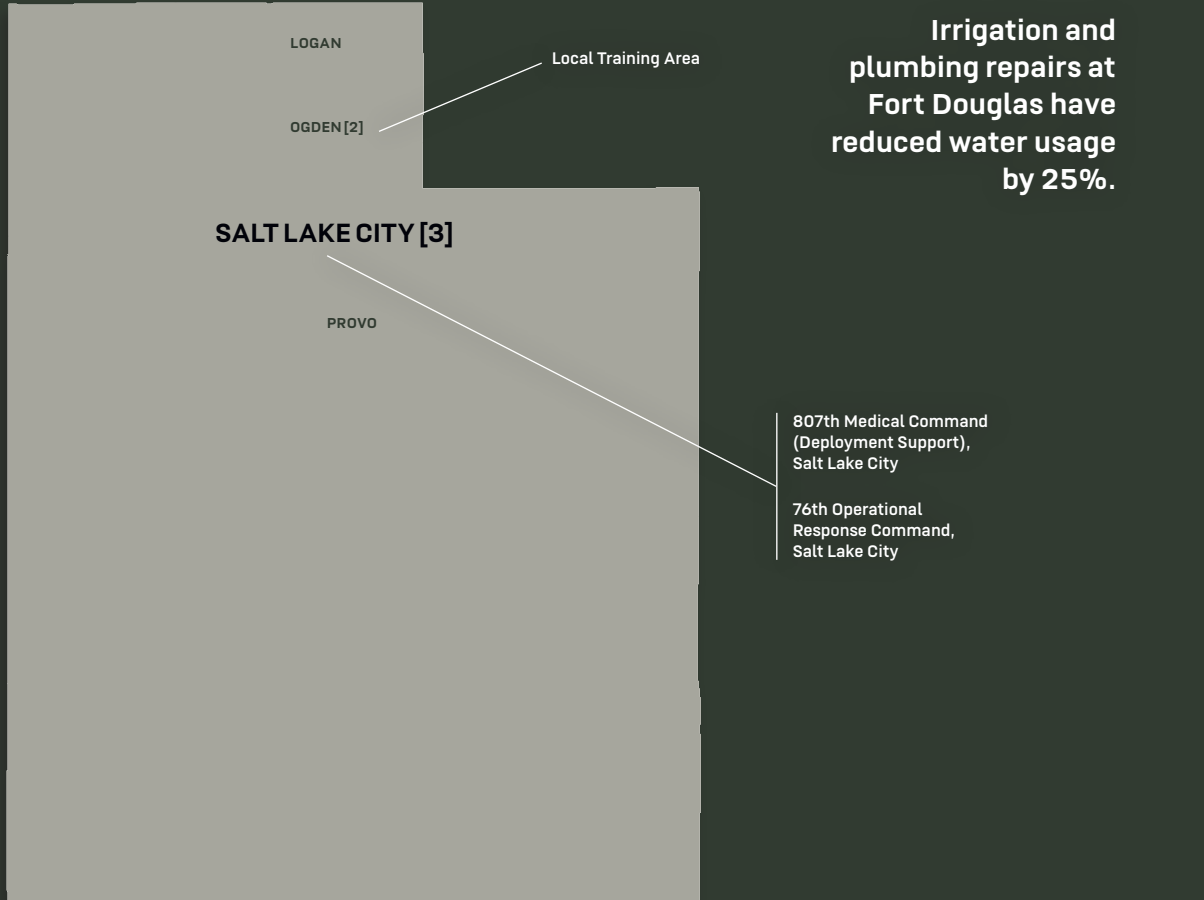 LOGAN
Local Training Area
OGDEN [2]
SALT LAKE CITY [3]
PROVO
Irrigation and
plumbing repairs at
Fort Douglas have
reduced water usage
by 25%.
807th Medical Command
(Deployment Support),
Salt Lake City
76th Operational
Response Command,
Salt Lake City